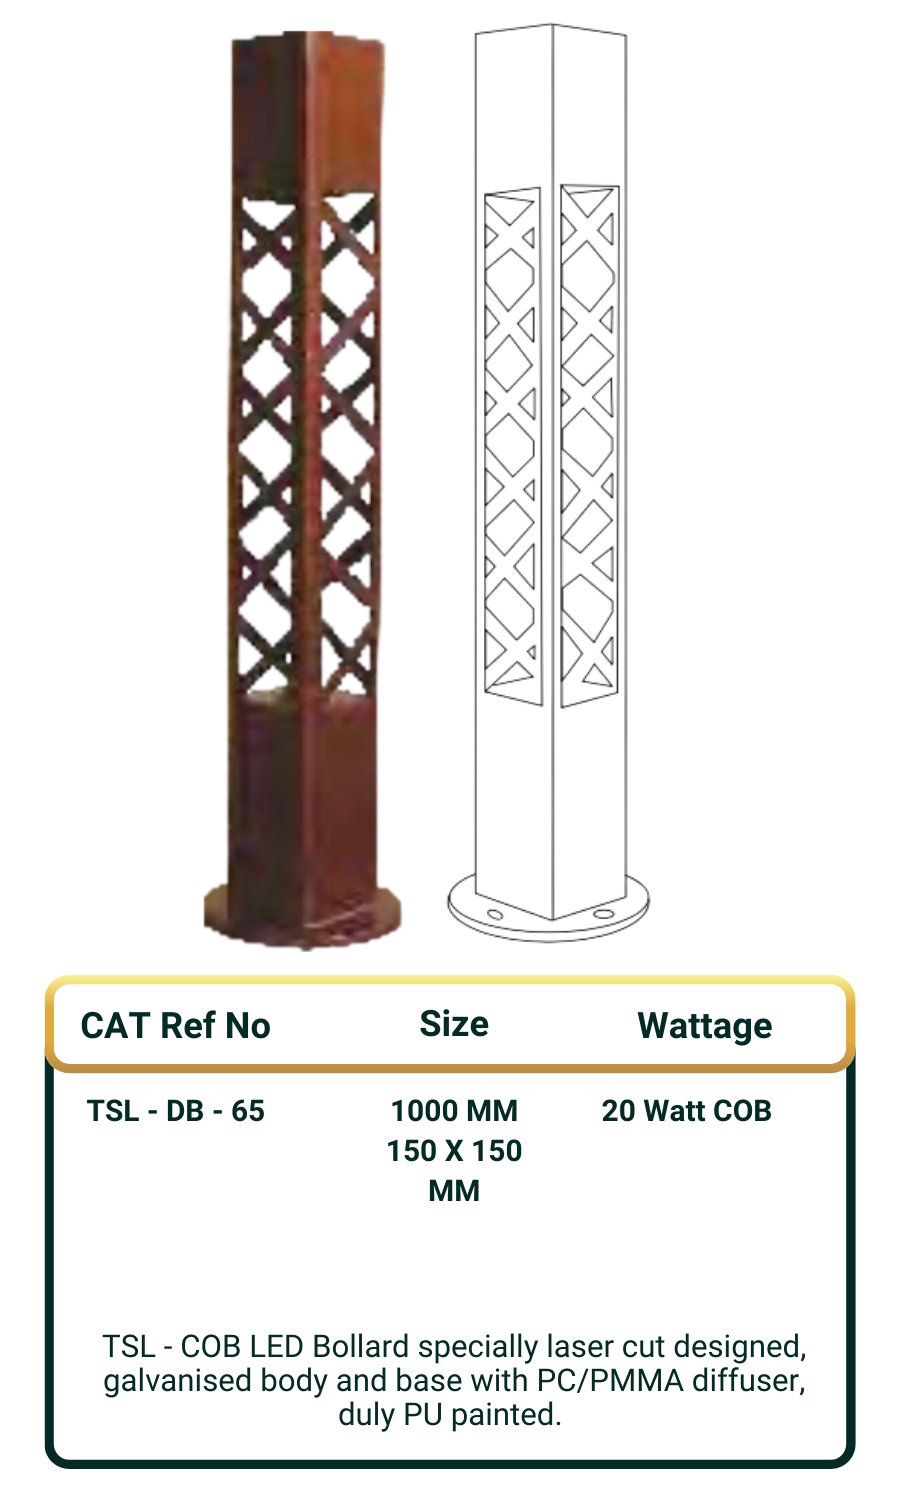 CAT Ref No
Size
Wattage
TSL - DB - 65
1000 MM
150 X 150
MM
20 Watt COB
TSL - COB LED Bollard specially laser cut designed,
galvanised body and base with PC/PMMA diffuser,
duly PU painted.